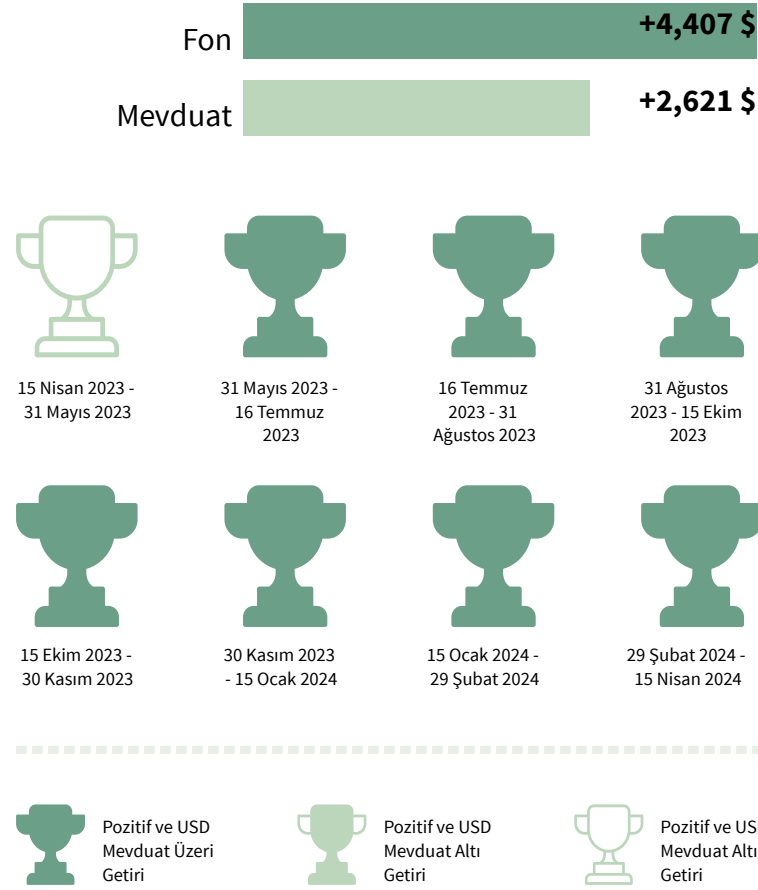 Fon
+4,407 $
Mevduat
+2,621 $
15 Nisan 2023 -
31 Mayıs 2023
31 Mayıs 2023 -
16 Temmuz
2023
16 Temmuz
2023 - 31
Ağustos 2023
31 Ağustos
2023 - 15 Ekim
2023
15 Ekim 2023 -
30 Kasım 2023
30 Kasım 2023
- 15 Ocak 2024
15 Ocak 2024 -
29 Şubat 2024
29 Şubat 2024 -
15 Nisan 2024
Pozitif ve USD
Mevduat Üzeri
Getiri
Pozitif ve USD
Mevduat Altı
Getiri
Pozitif ve US
Mevduat Altı
Getiri